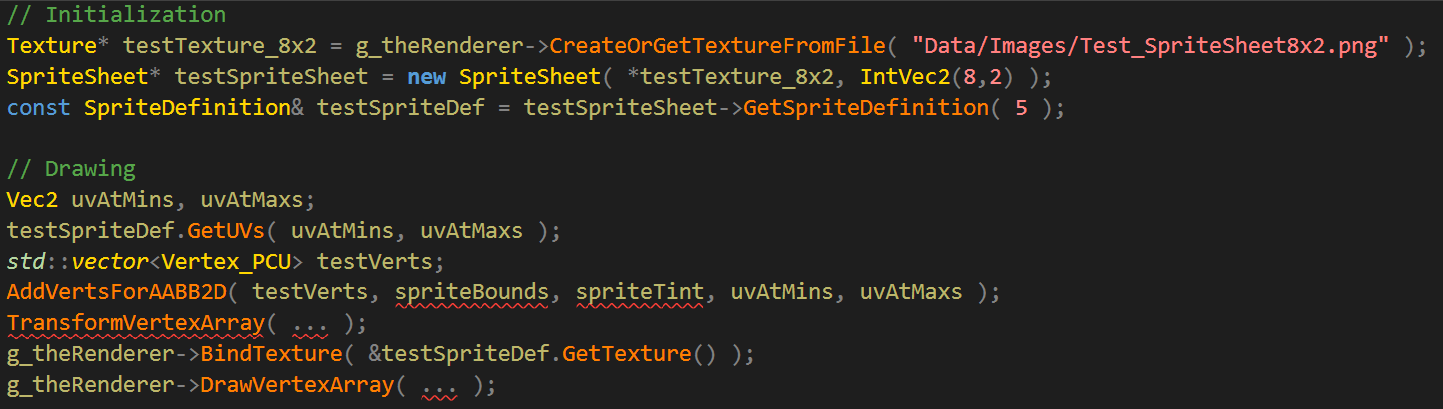 // Initialization
Texture* testTexture_8x2 = g_theRenderer->CreateOrGetTextureFromFile( "Data/Images/Test_SpriteSheet8x2.png" );
SpriteSheet* testSpriteSheet = new SpriteSheet( *testTexture_8x2, IntVec2(8,2) );
const SpriteDefinition& testSpriteDef = testSpriteSheet->GetSpriteDefinition( 5 );
// Drawing
Vec2 uvAtMins, uvAtMaxs;
testSpriteDef.GetUVs( uvAtMins, uvAtMaxs );
std::vector<Vertex_PCU> testVerts;
AddVertsForAABB2D( testVerts, spriteBounds, spriteTint, uvAtMins, uvAtMaxs );
TransformVertexArray( ... );
g_theRenderer->BindTexture( &testSpriteDef.GetTexture() );
g_theRenderer->DrawVertexArray( ... );